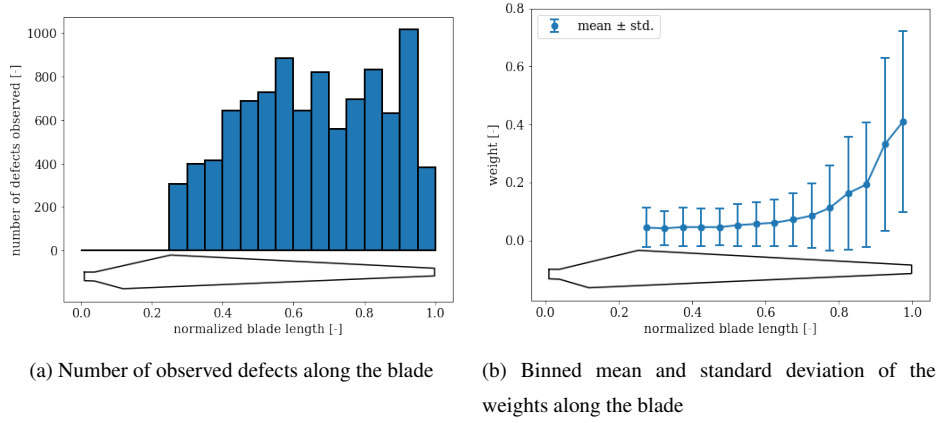 1000
800
600
400
200
0
number of defects observed [-]
0.0 0.2 0.4 0.6 0.8 1.0
normalized blade length [-]
(a) Number of observed defects along the blade
mean ± std.
0.8
0.6
0.4
0.2
0.0
weight [-]
0.0 0.2 0.4 0.6 0.8 1.0
normalized blade length [-]
(b) Binned mean and standard deviation of the
weights along the blade